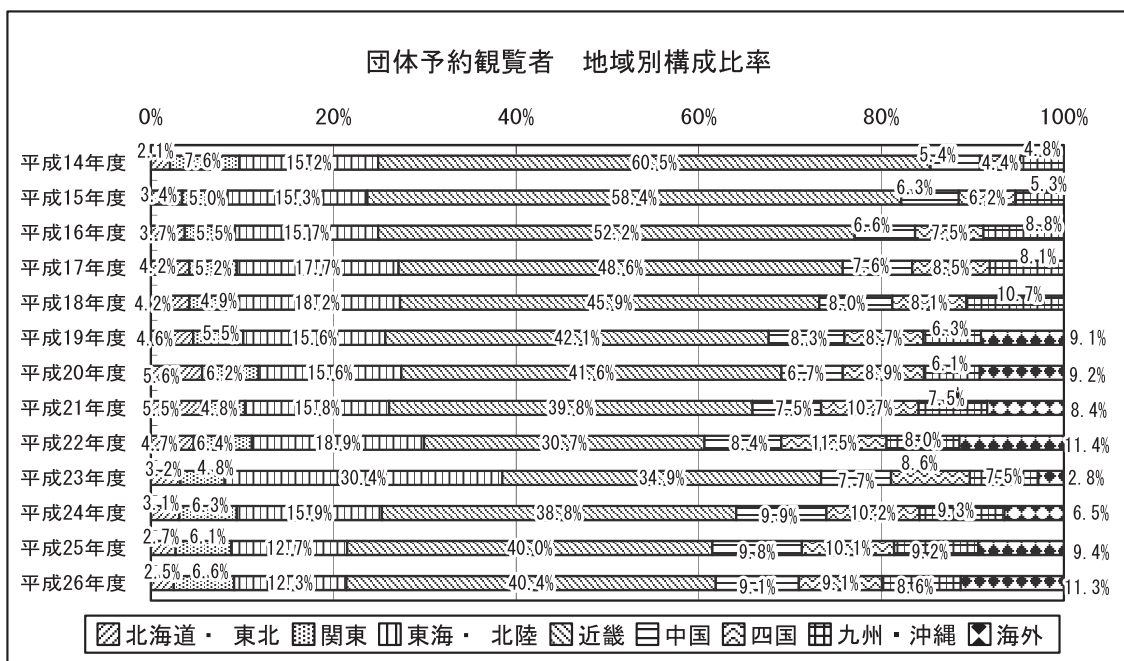 団体予約観覧者　地域別構成比率
0% 20% 40% 60% 80% 100%
平成14年度 2.1% 7.6% 15.2% 60.5% 5.4% 4.4% 4.8%
平成15年度 3.4% 5.0% 15.3% 58.4% 6.3% 6.2% 5.3%
平成16年度 3.7% 5.5% 15.7% 52.2% 6.6% 7.5% 8.8%
平成17年度 4.2% 5.2% 17.7% 48.6% 7.6% 8.5% 8.1%
平成18年度 4.2% 4.9% 18.2% 45.9% 8.0% 8.1% 10.7%
平成19年度 4.6% 5.5% 15.6% 42.1% 8.3% 8.7% 6.3% 9.1%
平成20年度 5.6% 6.2% 15.6% 41.6% 6.7% 8.9% 6.1% 9.2%
平成21年度 5.5% 4.8% 15.8% 39.8% 7.5% 10.7% 7.5% 8.4%
平成22年度 4.7% 6.4% 18.9% 30.7% 8.4% 11.5% 8.0% 11.4%
平成23年度 3.2% 4.8% 30.4% 34.9% 7.7% 8.6% 7.5% 2.8%
平成24年度 3.1% 6.3% 15.9% 38.8% 9.9% 10.2% 9.3% 6.5%
平成25年度 2.7% 6.1% 12.7% 40.0% 9.8% 10.1% 9.2% 9.4%
平成26年度 2.5% 6.6% 12.3% 40.4% 9.1% 9.1% 8.6% 11.3%
北海道・ 東北 関東 東海・ 北陸 近畿 中国 四国 九州・沖縄 海外